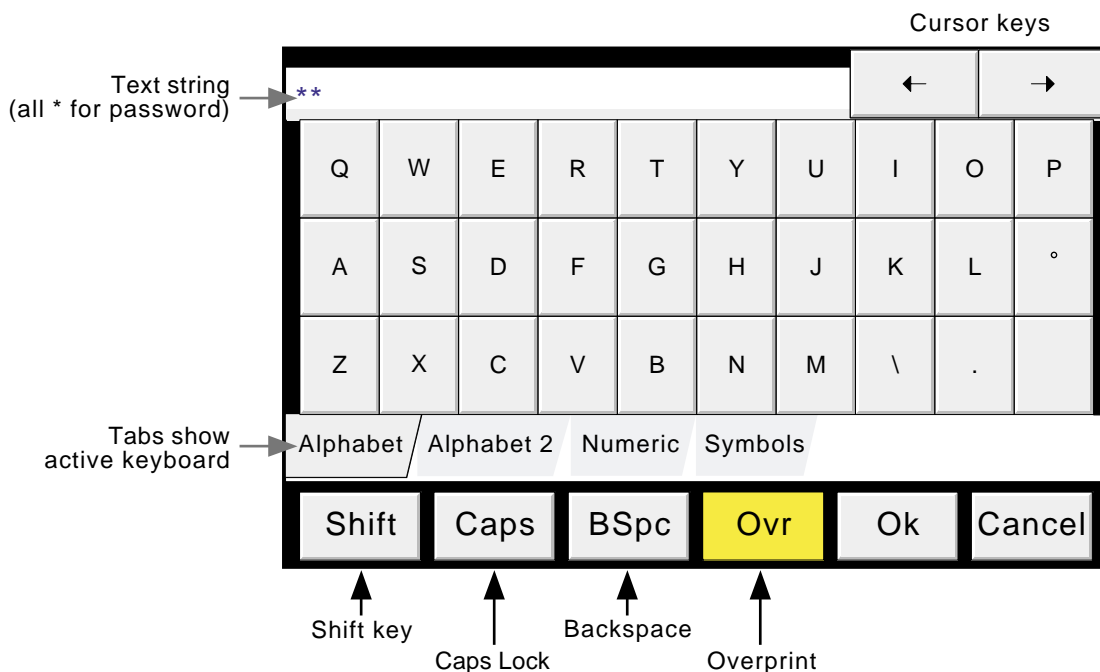 Cursor keys
Text string
(all * for password)
**
← →
Q W E R T Y U I O P
A S D F G H J K L °
Z X C V B N M \ .
Tabs show
active keyboard
Alphabet Alphabet 2 Numeric Symbols
Shift Caps BSpc Ovr Ok Cancel
Shift key Backspace
Caps Lock Overprint